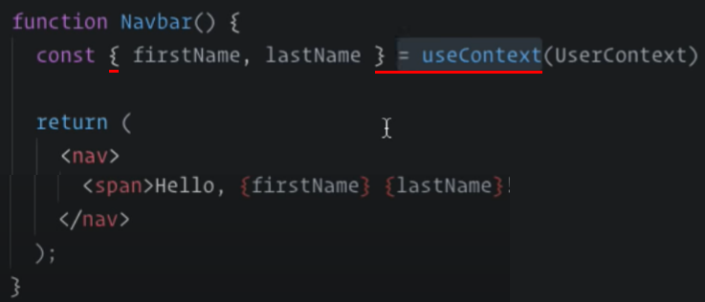 function Navbar() {
const { firstName, lastName } = useContext(UserContext)
return (
<nav>
<span>Hello, {firstName} {lastName}!
</nav>
);
}